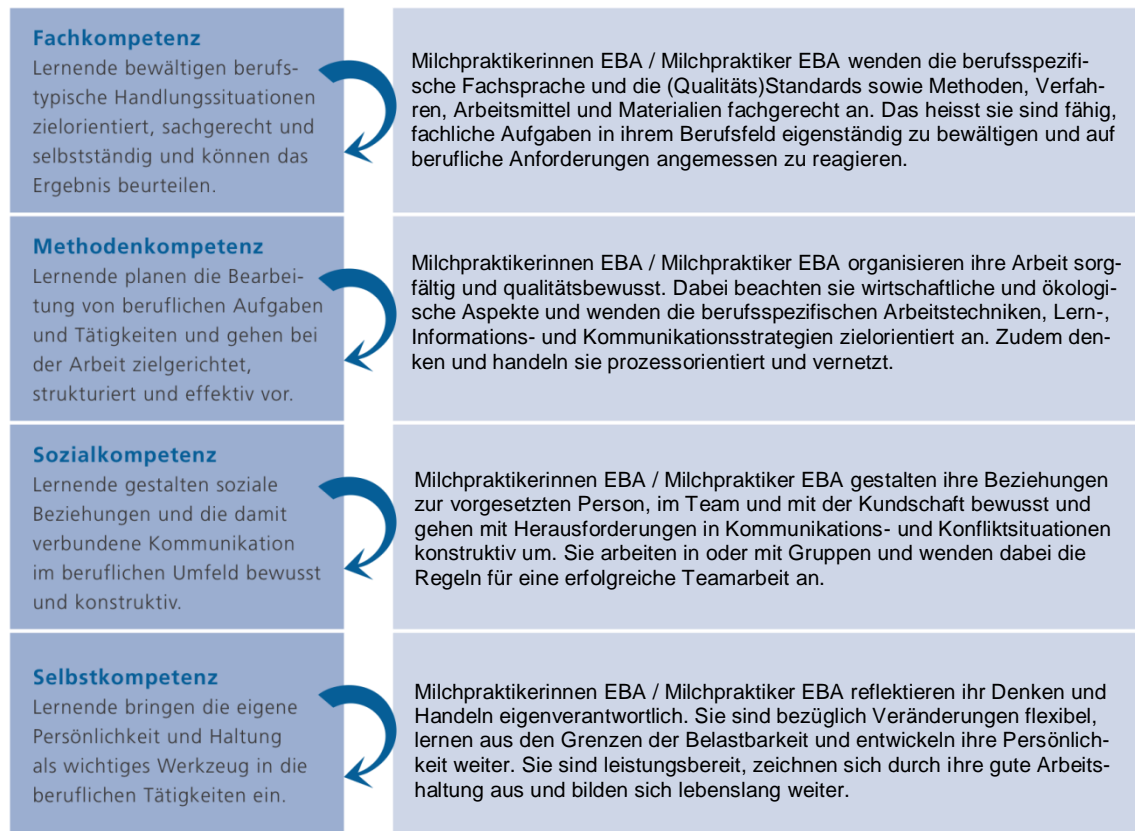 Fachkompetenz
Lernende bewältigen berufs-
typische Handlungssituationen
zielorientiert, sachgerecht und
selbstständig und können das
Ergebnis beurteilen.
Milchpraktikerinnen EBA / Milchpraktiker EBA wenden die berufsspezifi-
sche Fachsprache und die (Qualitäts)Standards sowie Methoden, Verfah-
ren, Arbeitsmittel und Materialien fachgerecht an. Das heisst sie sind fähig,
fachliche Aufgaben in ihrem Berufsfeld eigenständig zu bewältigen und auf
berufliche Anforderungen angemessen zu reagieren.
Methodenkompetenz
Lernende planen die Bearbei-
tung von beruflichen Aufgaben
und Tätigkeiten und gehen bei
der Arbeit zielgerichtet,
strukturiert und effektiv vor.
Milchpraktikerinnen EBA / Milchpraktiker EBA organisieren ihre Arbeit sorg-
fältig und qualitätsbewusst. Dabei beachten sie wirtschaftliche und ökologi-
sche Aspekte und wenden die berufsspezifischen Arbeitstechniken, Lern-,
Informations- und Kommunikationsstrategien zielorientiert an. Zudem den-
ken und handeln sie prozessorientiert und vernetzt.
Sozialkompetenz
Lernende gestalten soziale
Beziehungen und die damit
verbundene Kommunikation
im beruflichen Umfeld bewusst
und konstruktiv.
Milchpraktikerinnen EBA / Milchpraktiker EBA gestalten ihre Beziehungen
zur vorgesetzten Person, im Team und mit der Kundschaft bewusst und
gehen mit Herausforderungen in Kommunikations- und Konfliktsituationen
konstruktiv um. Sie arbeiten in oder mit Gruppen und wenden dabei die
Regeln für eine erfolgreiche Teamarbeit an.
Selbstkompetenz
Lernende bringen die eigene
Persönlichkeit und Haltung
als wichtiges Werkzeug in die
beruflichen Tätigkeiten ein.
Milchpraktikerinnen EBA / Milchpraktiker EBA reflektieren ihr Denken und
Handeln eigenverantwortlich. Sie sind bezüglich Veränderungen flexibel,
lernen aus den Grenzen der Belastbarkeit und entwickeln ihre Persönlich-
keit weiter. Sie sind leistungsbereit, zeichnen sich durch ihre gute Arbeits-
haltung aus und bilden sich lebenslang weiter.